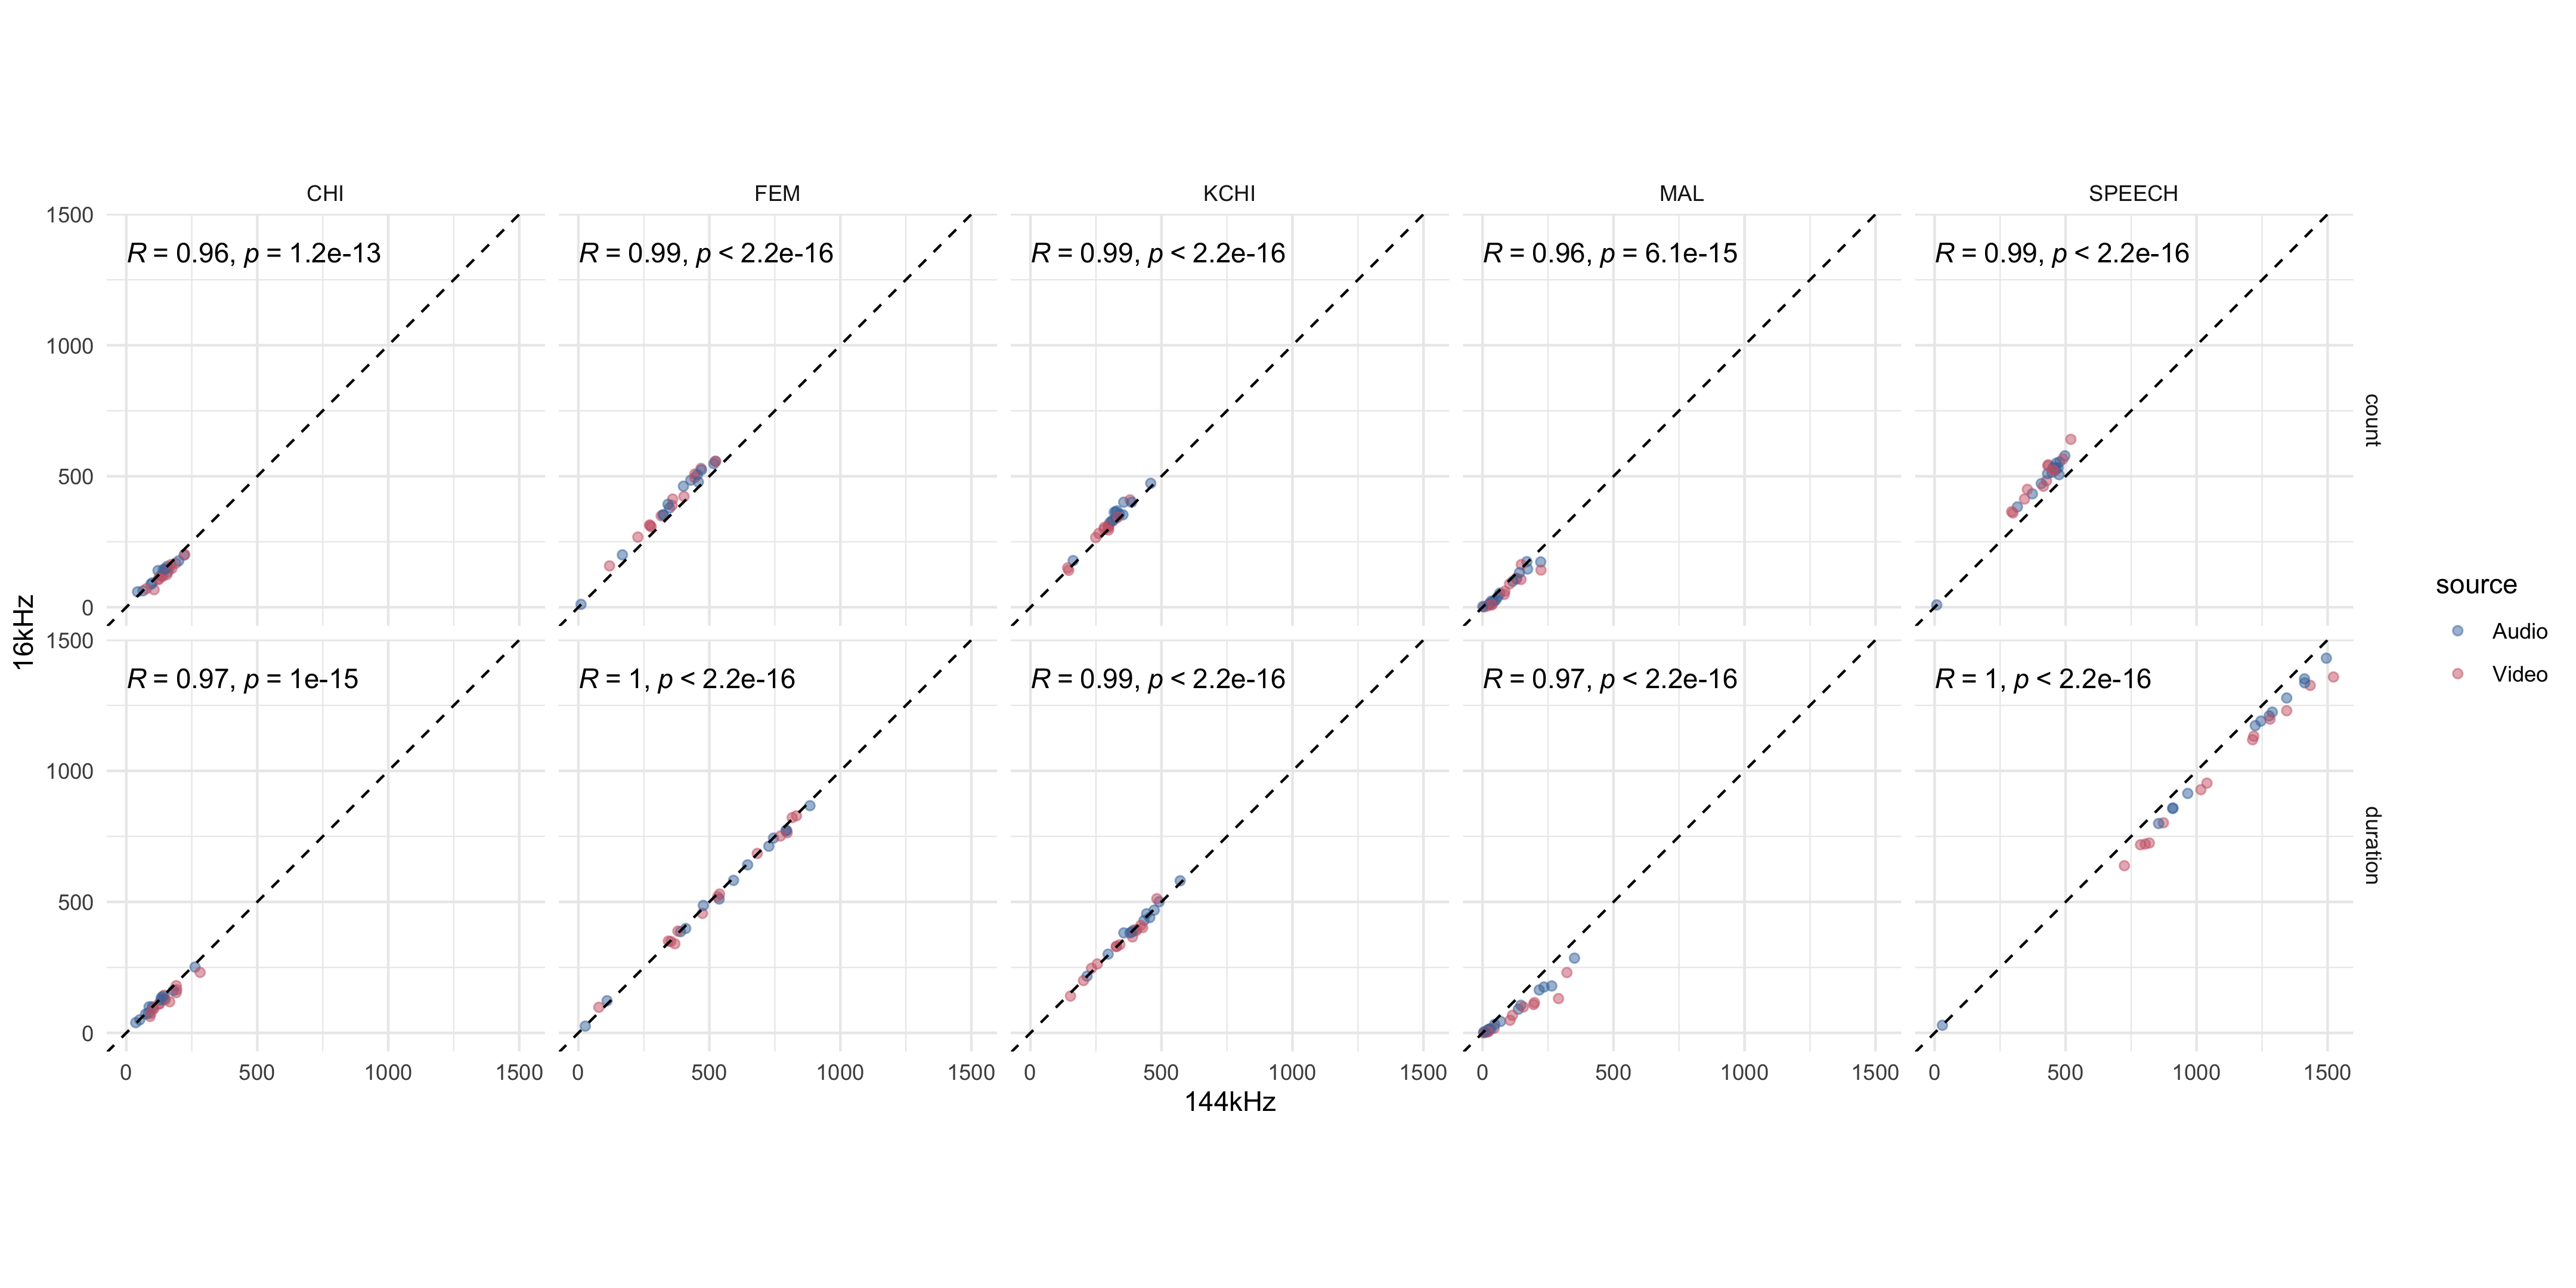 CHI FEM KCHI MAL SPEECH
1500
R = 0.96, p = 1.2e-13 R = 0.99, p < 2.2e-16 R = 0.99, p < 2.2e-16 R = 0.96, p = 6.1e-15 R = 0.99, p < 2.2e-16
1000
count
500
0
16kHz
source
Audio
Video
1500
R = 0.97, p = 1e-15 R = 1, p < 2.2e-16 R = 0.99, p < 2.2e-16 R = 0.97, p < 2.2e-16 R = 1, p < 2.2e-16
1000
duration
500
0
0 500 1000 1500 0 500 1000 1500 0 500 1000 1500 0 500 1000 1500 0 500 1000 1500
144kHz